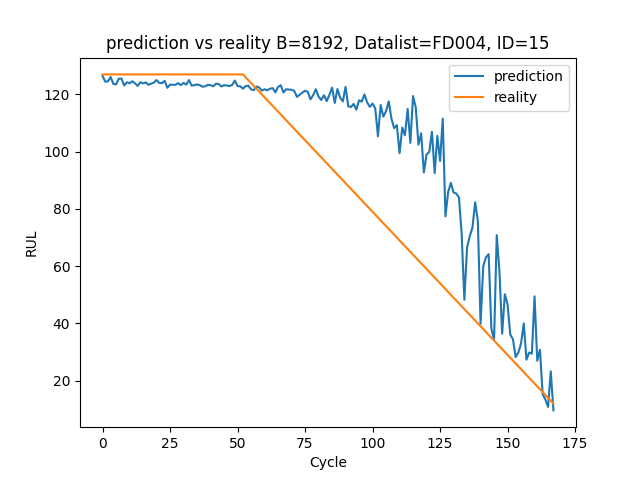 prediction vs reality B=8192, Datalist=FD004, ID=15
prediction
reality
RUL
120
100
80
60
40
20
0 25 50 75 100 125 150 175
Cycle